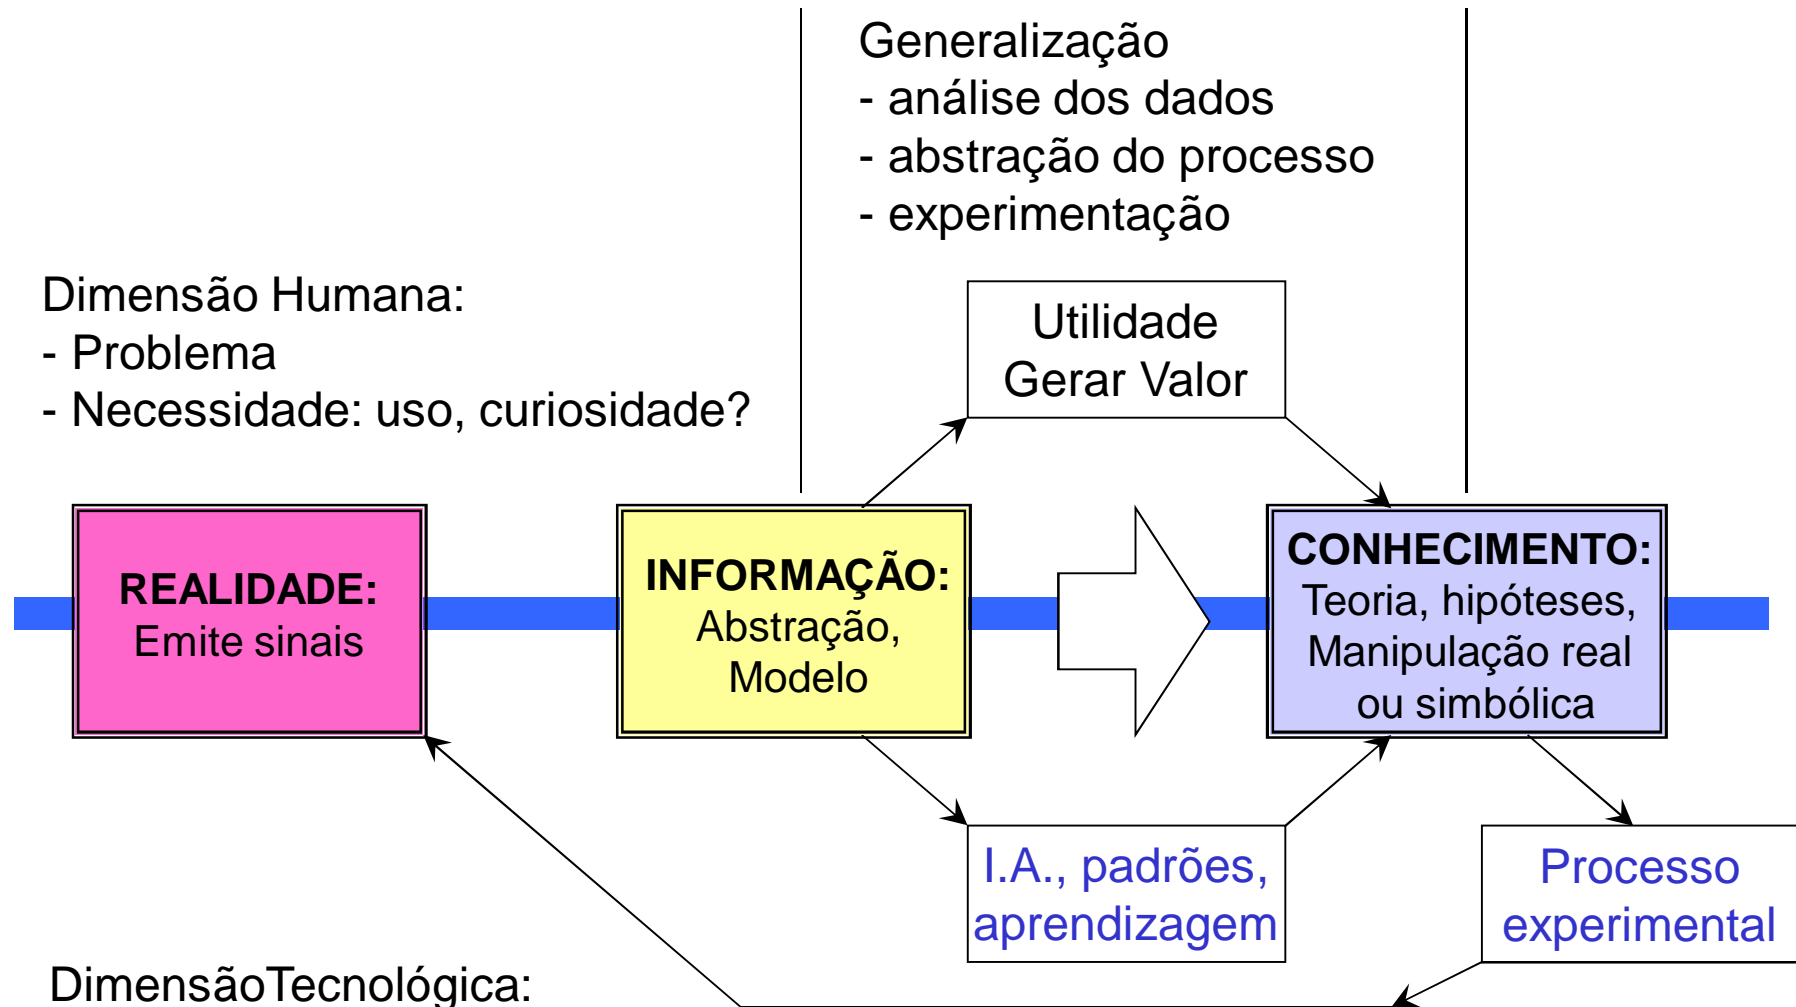 Generalização
- análise dos dados
- abstração do processo
- experimentação
Dimensão Humana:
- Problema
- Necessidade: uso, curiosidade?
Utilidade
Gerar Valor
REALIDADE:
Emite sinais
INFORMAÇÃO:
Abstração,
Modelo
CONHECIMENTO:
Teoria, hipóteses,
Manipulação real
ou simbólica
I.A., padrões,
aprendizagem
Processo
experimental
DimensãoTecnológica: